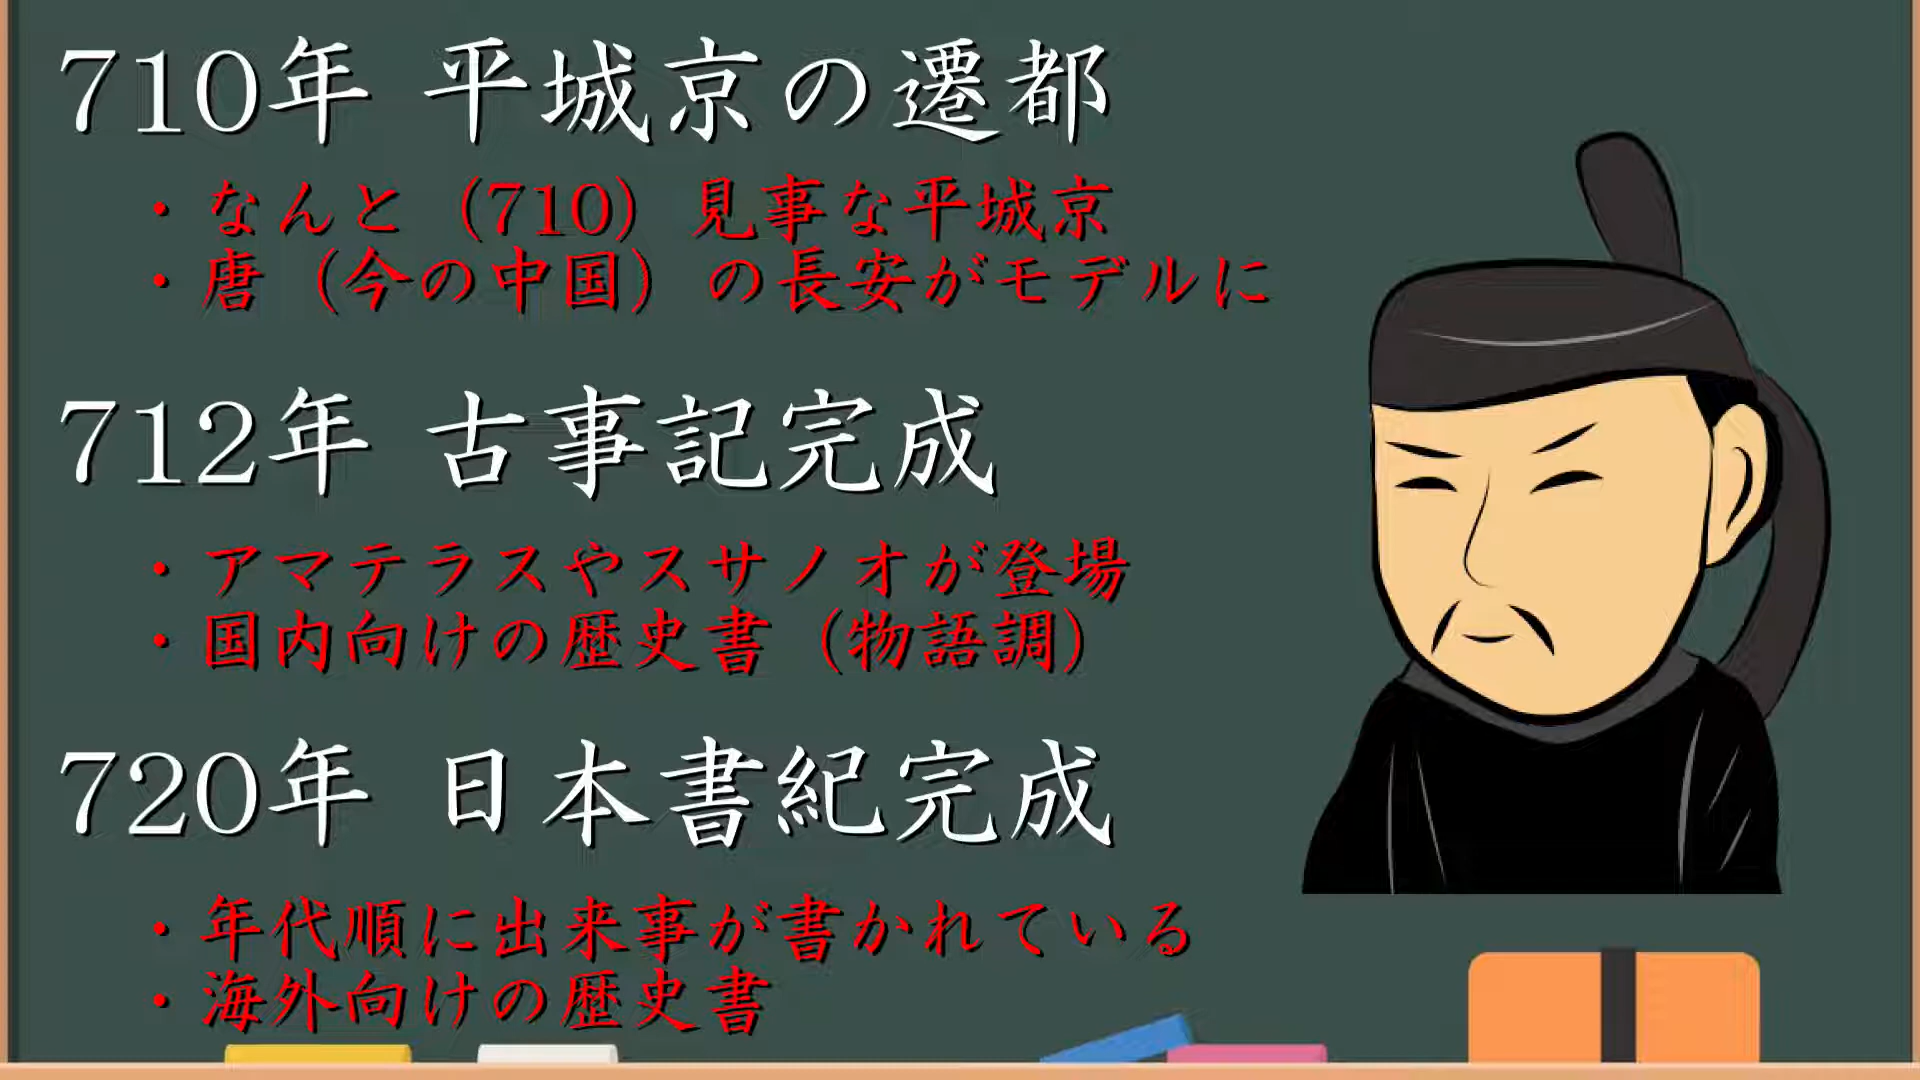 710年 平城京の遷都
・なんと（710）見事な平城京
・唐（今の中国）の長安がモデルに
712年 古事記完成
・アマテラスやスサノオが登場
・国内向けの歴史書（物語調）
720年 日本書紀完成
・年代順に出来事が書かれている
・海外向けの歴史書